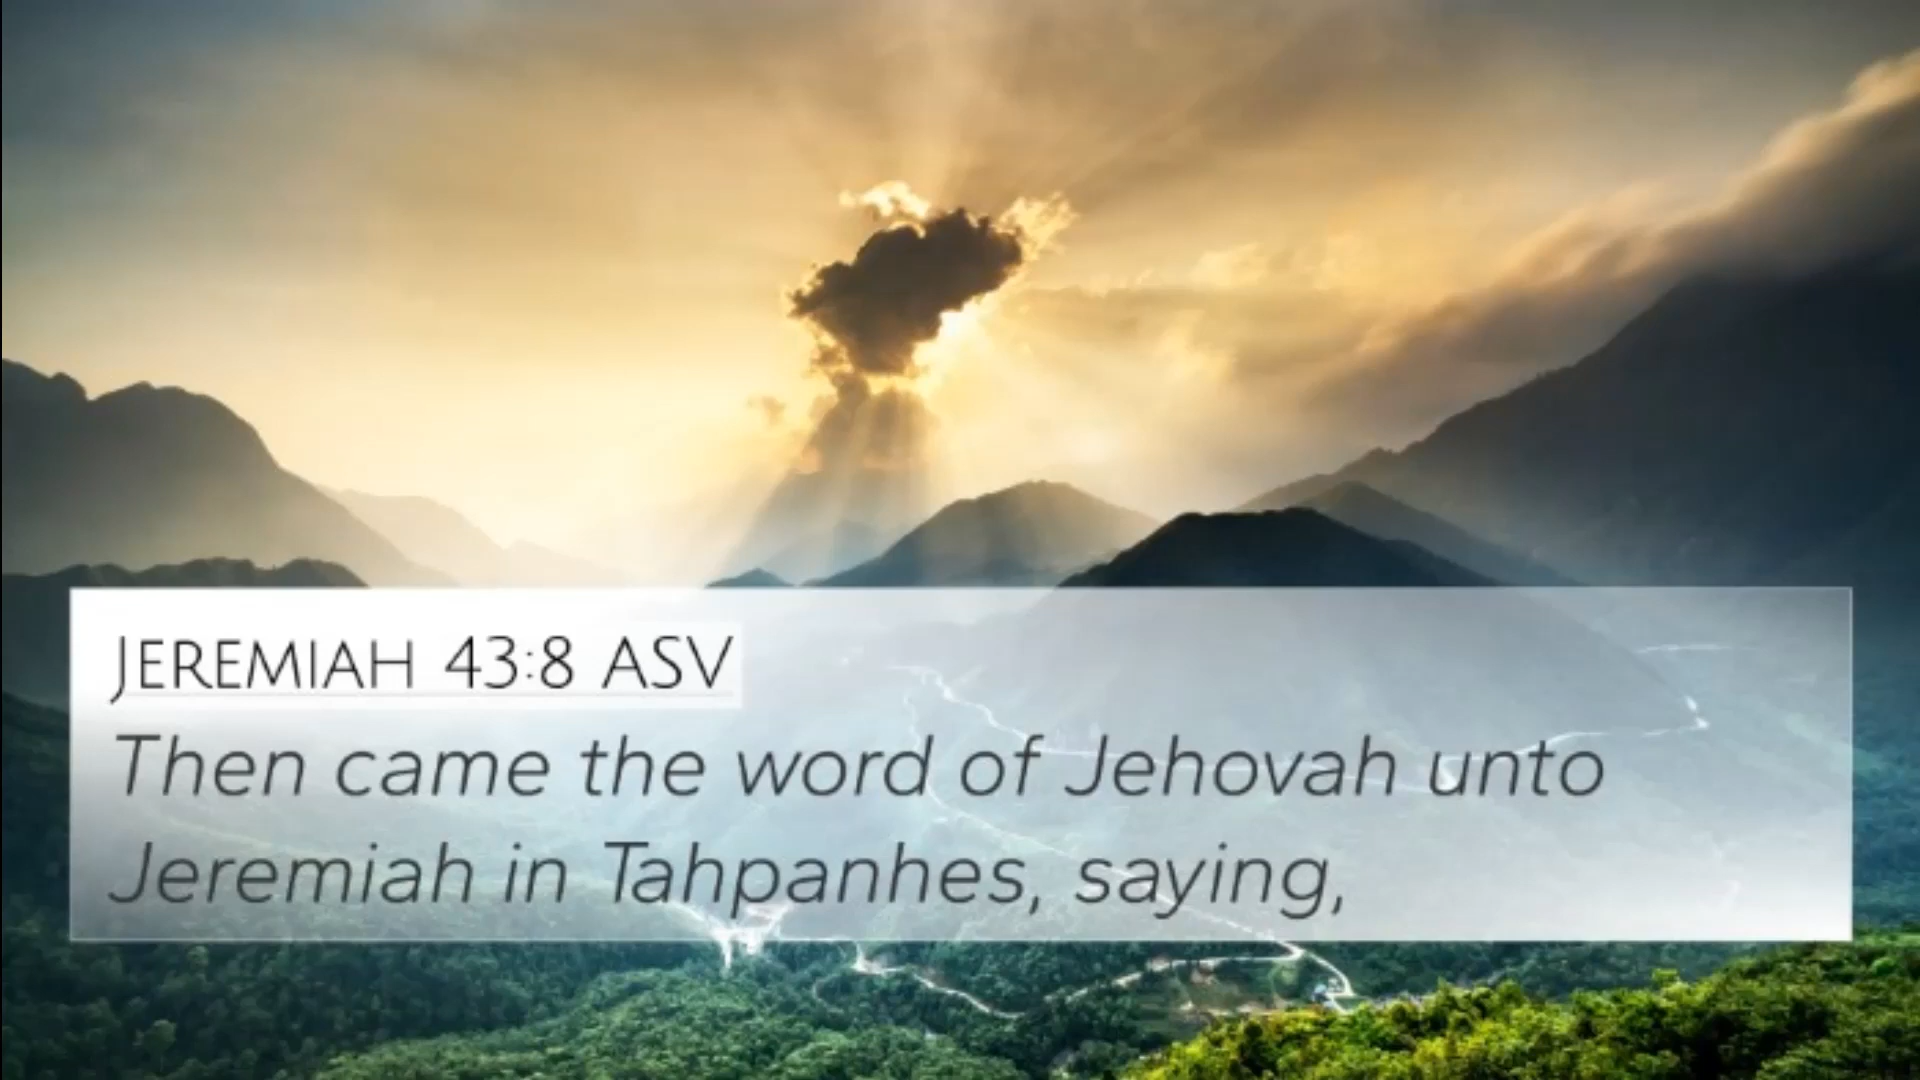 Jeremiah 43:8 ASV
Then came the word of Jehovah unto
Jeremiah in Tahpanhes, saying,